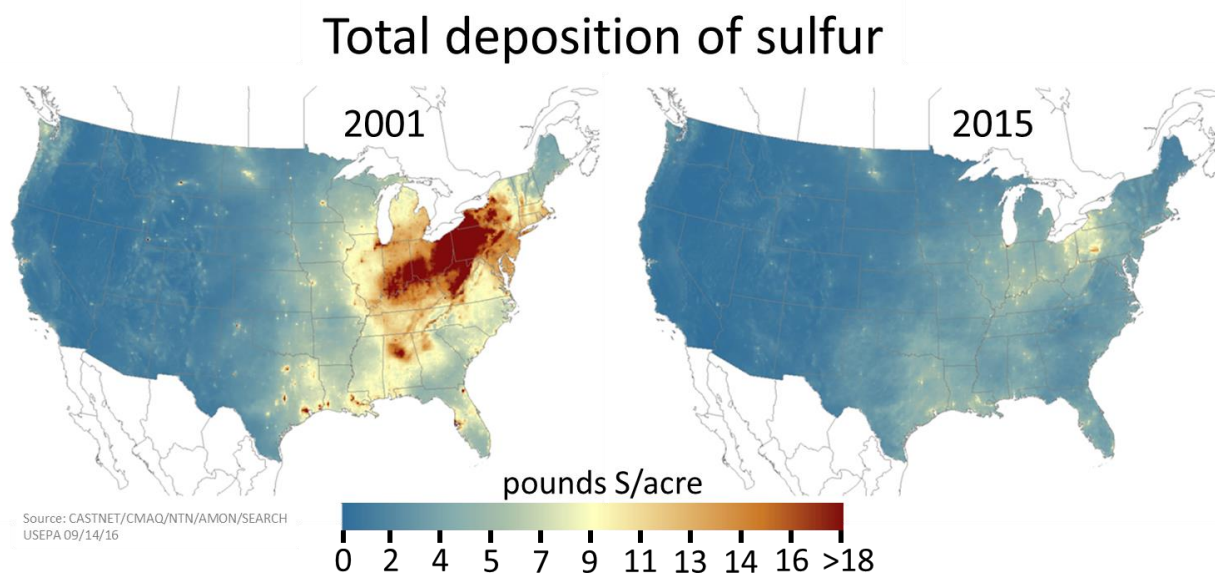 Total deposition of sulfur
2001
2015
pounds S/acre
0 2 4 5 7 9 11 13 14 16 >18
Source: CASTNET/CMAQ/NTN/AMON/SEARCH
USEPA 09/14/16